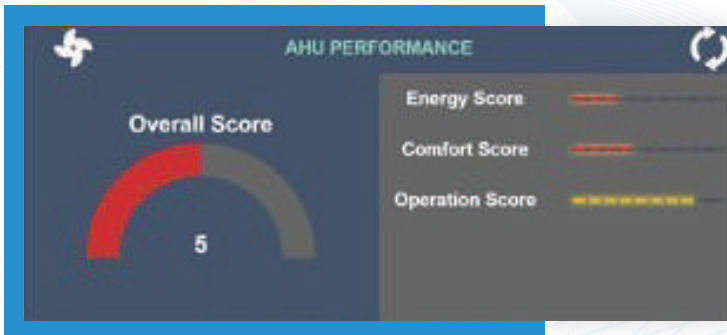 AHU PERFORMANCE
Overall Score
5
Energy Score
Comfort Score
Operation Score